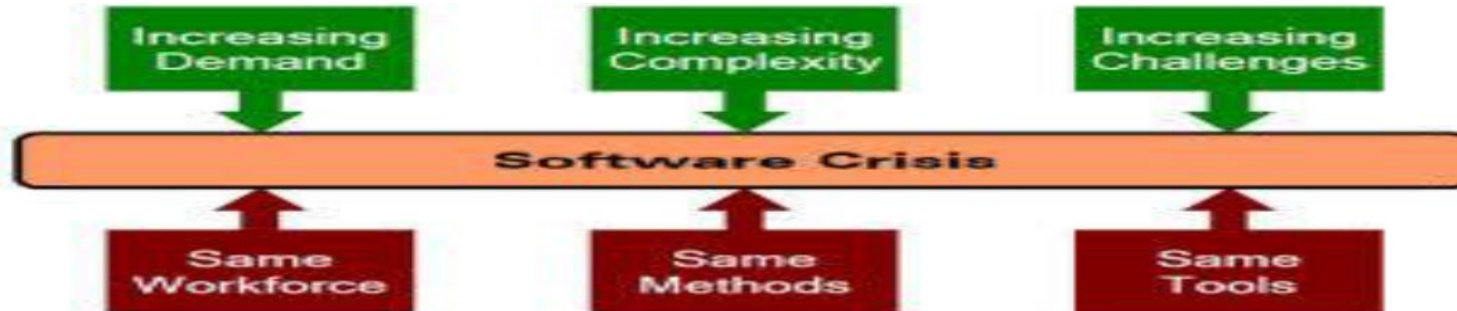 Increasing
Demand
Increasing
Complexity
Increasing
Challenges
Software Crisis
Same
Workforce
Same
Methods
Same
Tools